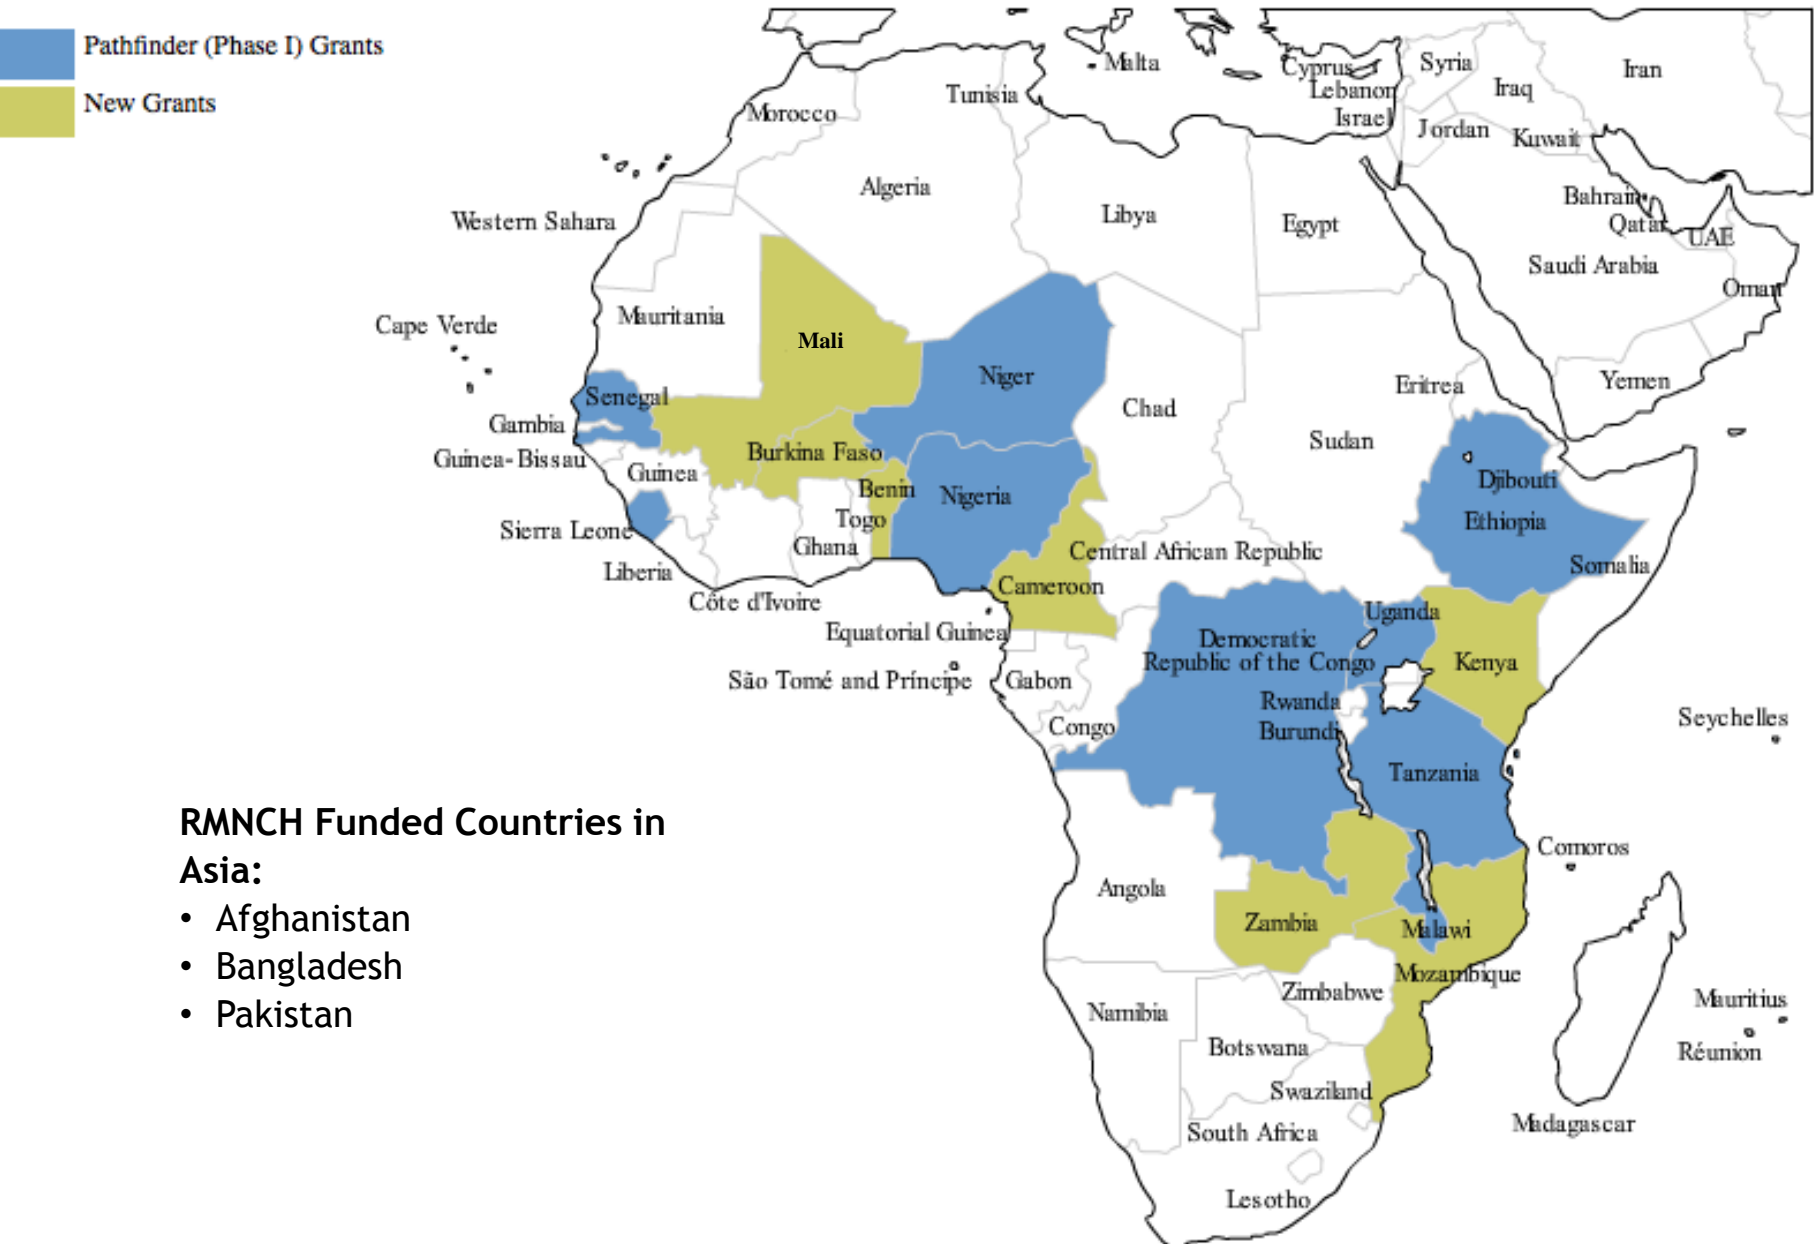 Pathfinder (Phase I) Grants
New Grants
Malta
Cyprus
Syria
Iran
Lebanon
Iraq
Tunisia
Morocco
Israel
Jordan
Kuwait
Algeria
Bahrain
Western Sahara
Libya
Egypt
Qatar
UAE
Saudi Arabia
Oman
Cape Verde
Mauritania
Mali
Niger
Eritrea
Yemen
Senegal
Chad
Gambia
Sudan
Guinea-Bissau
Burkina Faso
Guinea
Benin
Nigeria
Djibouti
Togo
Ethiopia
Sierra Leone
Ghana
Central African Republic
Somalia
Liberia
Cameroon
Côte d'Ivoire
Uganda
Equatorial Guinea
Democratic
Republic of the Congo
Kenya
São Tomé and Príncipe
Gabon
Rwanda
Seychelles
Congo
Burundi
Tanzania
RMNCH Funded Countries in
Asia:
• Afghanistan
• Bangladesh
• Pakistan
Comoros
Angola
Zambia
Malawi
Mozambique
Zimbabwe
Mauritius
Namibia
Botswana
Réunion
Swaziland
Madagascar
South Africa
Lesotho